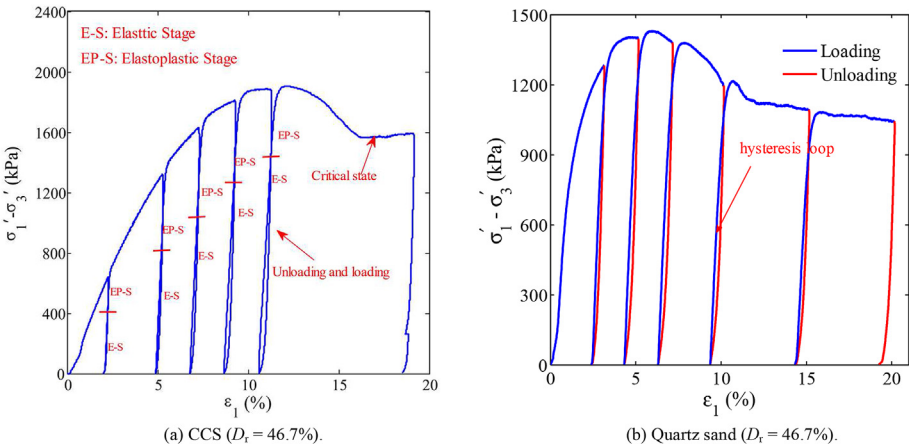 (a)
2400
2000
1600
1200
800
400
0
σ1′-σ3′ (kPa)
E-S: Elasttic Stage
EP-S: Elastoplastic Stage
EP-S
E-S
EP-S
E-S
EP-S
E-S
EP-S
E-S
EP-S
E-S
Critical state
Unloading and loading
0
5
10
15
20
ε1 (%)
(a) CCS (Dr = 46.7%).
(b)
1500
1200
900
600
300
0
σ1′ - σ3′ (kPa)
Loading
Unloading
hysteresis loop
0
5
10
15
20
ε1 (%)
(b) Quartz sand (Dr = 46.7%).